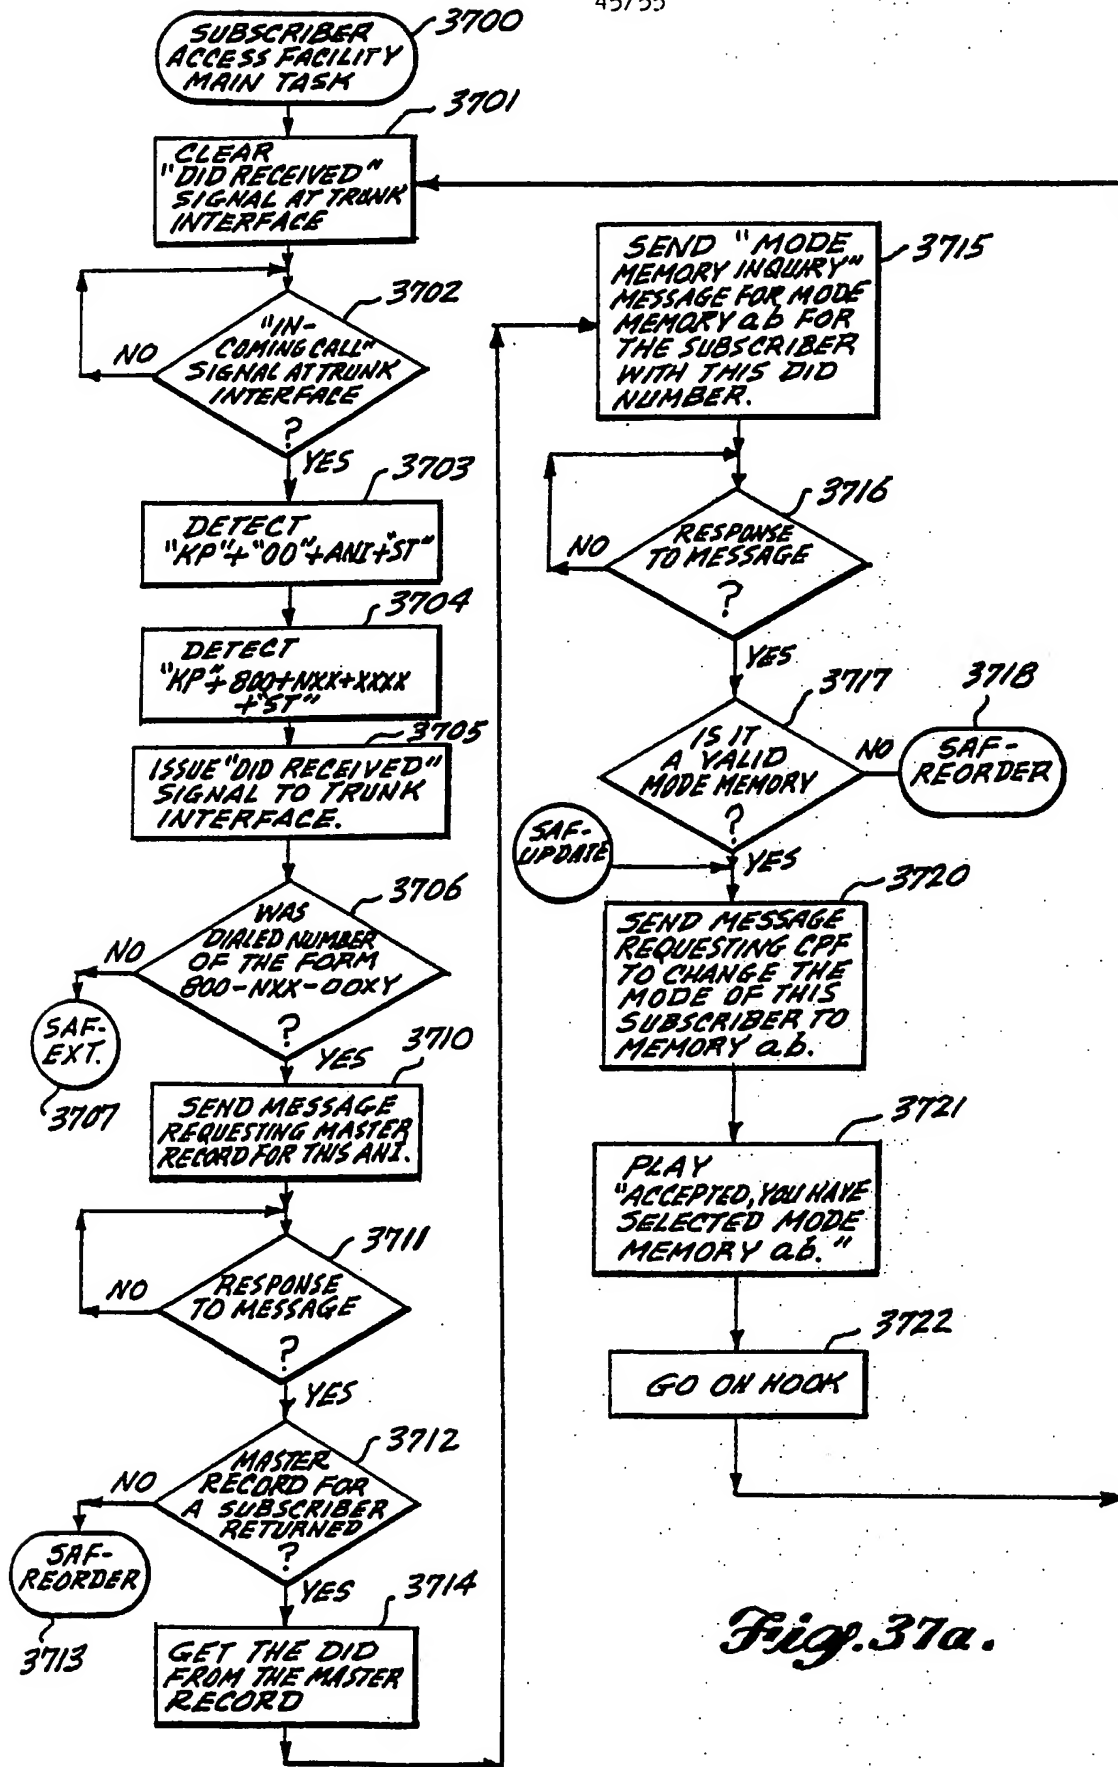 45/55
SUBSCRIBER
ACCESS FACILITY
MAIN TASK
3700
3701
CLEAR
"DID RECEIVED"
SIGNAL AT TRUNK
INTERFACE
3702
"IN-
COMING CALL"
SIGNAL AT TRUNK
INTERFACE
?
NO
YES
3703
DETECT
"KP"+"00"+ANI+"ST"
3704
DETECT
"KP"+800+NXX+XXXX
+"ST"
3705
ISSUE "DID RECEIVED"
SIGNAL TO TRUNK
INTERFACE.
3706
WAS
DIALED NUMBER
OF THE FORM
800-NXX-00XY
?
NO
SAF-
EXT.
3707
YES
3710
SEND MESSAGE
REQUESTING MASTER
RECORD FOR THIS ANI.
3711
RESPONSE
TO MESSAGE
?
NO
YES
3712
MASTER
RECORD FOR
A SUBSCRIBER
RETURNED
?
NO
SAF-
REORDER
3713
YES
3714
GET THE DID
FROM THE MASTER
RECORD
3715
SEND "MODE
MEMORY INQUIRY"
MESSAGE FOR MODE
MEMORY ab FOR
THE SUBSCRIBER
WITH THIS DID
NUMBER.
3716
RESPONSE
TO MESSAGE
?
NO
YES
3717
IS IT
A VALID
MODE MEMORY
?
NO
3718
SAF-
REORDER
YES
SAF-
UPDATE
3720
SEND MESSAGE
REQUESTING CPF
TO CHANGE THE
MODE OF THIS
SUBSCRIBER TO
MEMORY ab.
3721
PLAY
"ACCEPTED, YOU HAVE
SELECTED MODE
MEMORY ab."
3722
GO ON HOOK
Fig. 37a.